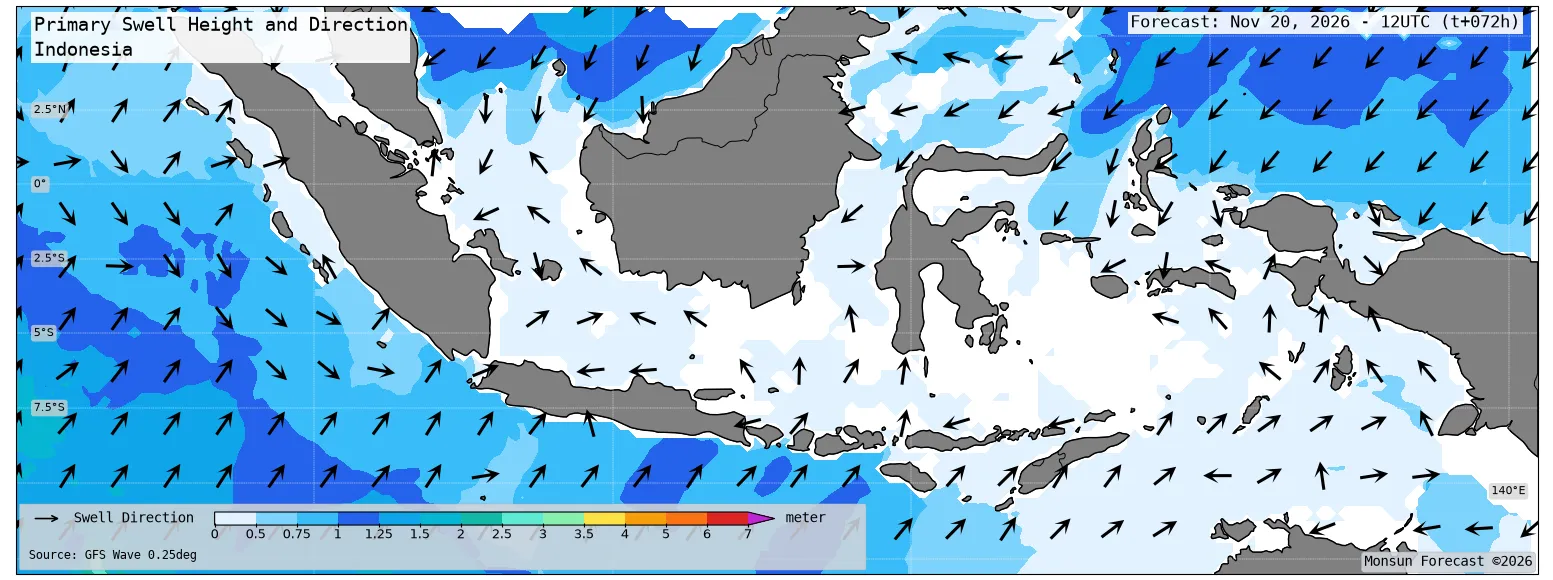 Primary Swell Height and Direction
Indonesia
Forecast: Nov 20, 2026 - 12UTC (t+072h)
2.5°N
0°
2.5°S
5°S
7.5°S
140°E
Swell Direction
0 0.5 0.75 1 1.25 1.5 2 2.5 3 3.5 4 5 6 7
meter
Source: GFS Wave 0.25deg
Monsun Forecast ©2026